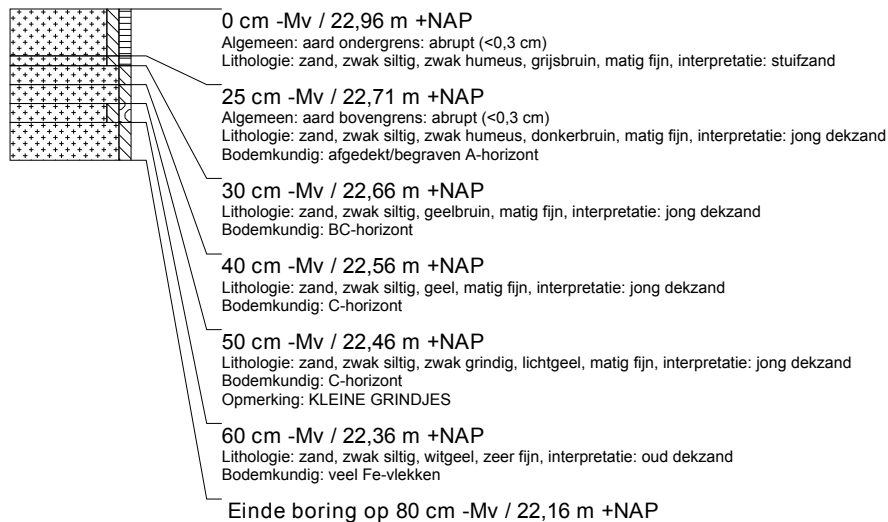 0 cm -Mv / 22,96 m +NAP
Algemeen: aard ondergrens: abrupt (<0,3 cm)
Lithologie: zand, zwak siltig, zwak humeus, grijsbruin, matig fijn, interpretatie: stuifzand
25 cm -Mv / 22,71 m +NAP
Algemeen: aard bovengrens: abrupt (<0,3 cm)
Lithologie: zand, zwak siltig, zwak humeus, donkerbruin, matig fijn, interpretatie: jong dekzand
Bodemkundig: afgedekt/begraven A-horizont
30 cm -Mv / 22,66 m +NAP
Lithologie: zand, zwak siltig, geelbruin, matig fijn, interpretatie: jong dekzand
Bodemkundig: BC-horizont
40 cm -Mv / 22,56 m +NAP
Lithologie: zand, zwak siltig, geel, matig fijn, interpretatie: jong dekzand
Bodemkundig: C-horizont
50 cm -Mv / 22,46 m +NAP
Lithologie: zand, zwak siltig, zwak grindig, lichtgeel, matig fijn, interpretatie: jong dekzand
Bodemkundig: C-horizont
Opmerking: KLEINE GRINDJES
60 cm -Mv / 22,36 m +NAP
Lithologie: zand, zwak siltig, witgeel, zeer fijn, interpretatie: oud dekzand
Bodemkundig: veel Fe-vlekken
Einde boring op 80 cm -Mv / 22,16 m +NAP